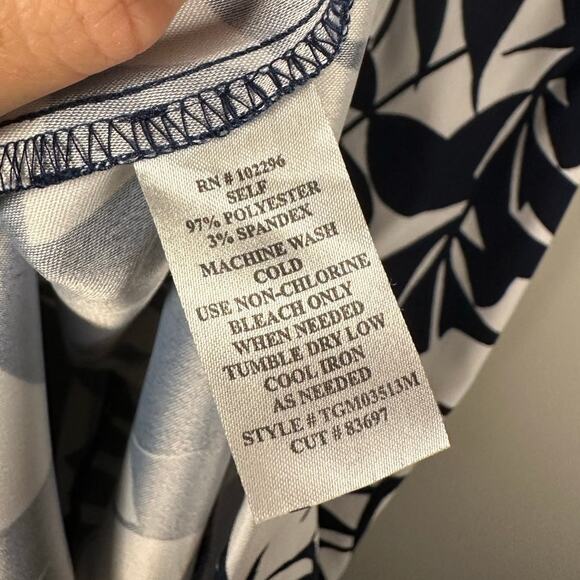 RN # 102296
SELF
97% POLYESTER
3% SPANDEX
MACHINE WASH
COLD
USE NON-CHLORINE
BLEACH ONLY
WHEN NEEDED
TUMBLE DRY LOW
COOL IRON
AS NEEDED
STYLE # TGM03513M
CUT # 83697